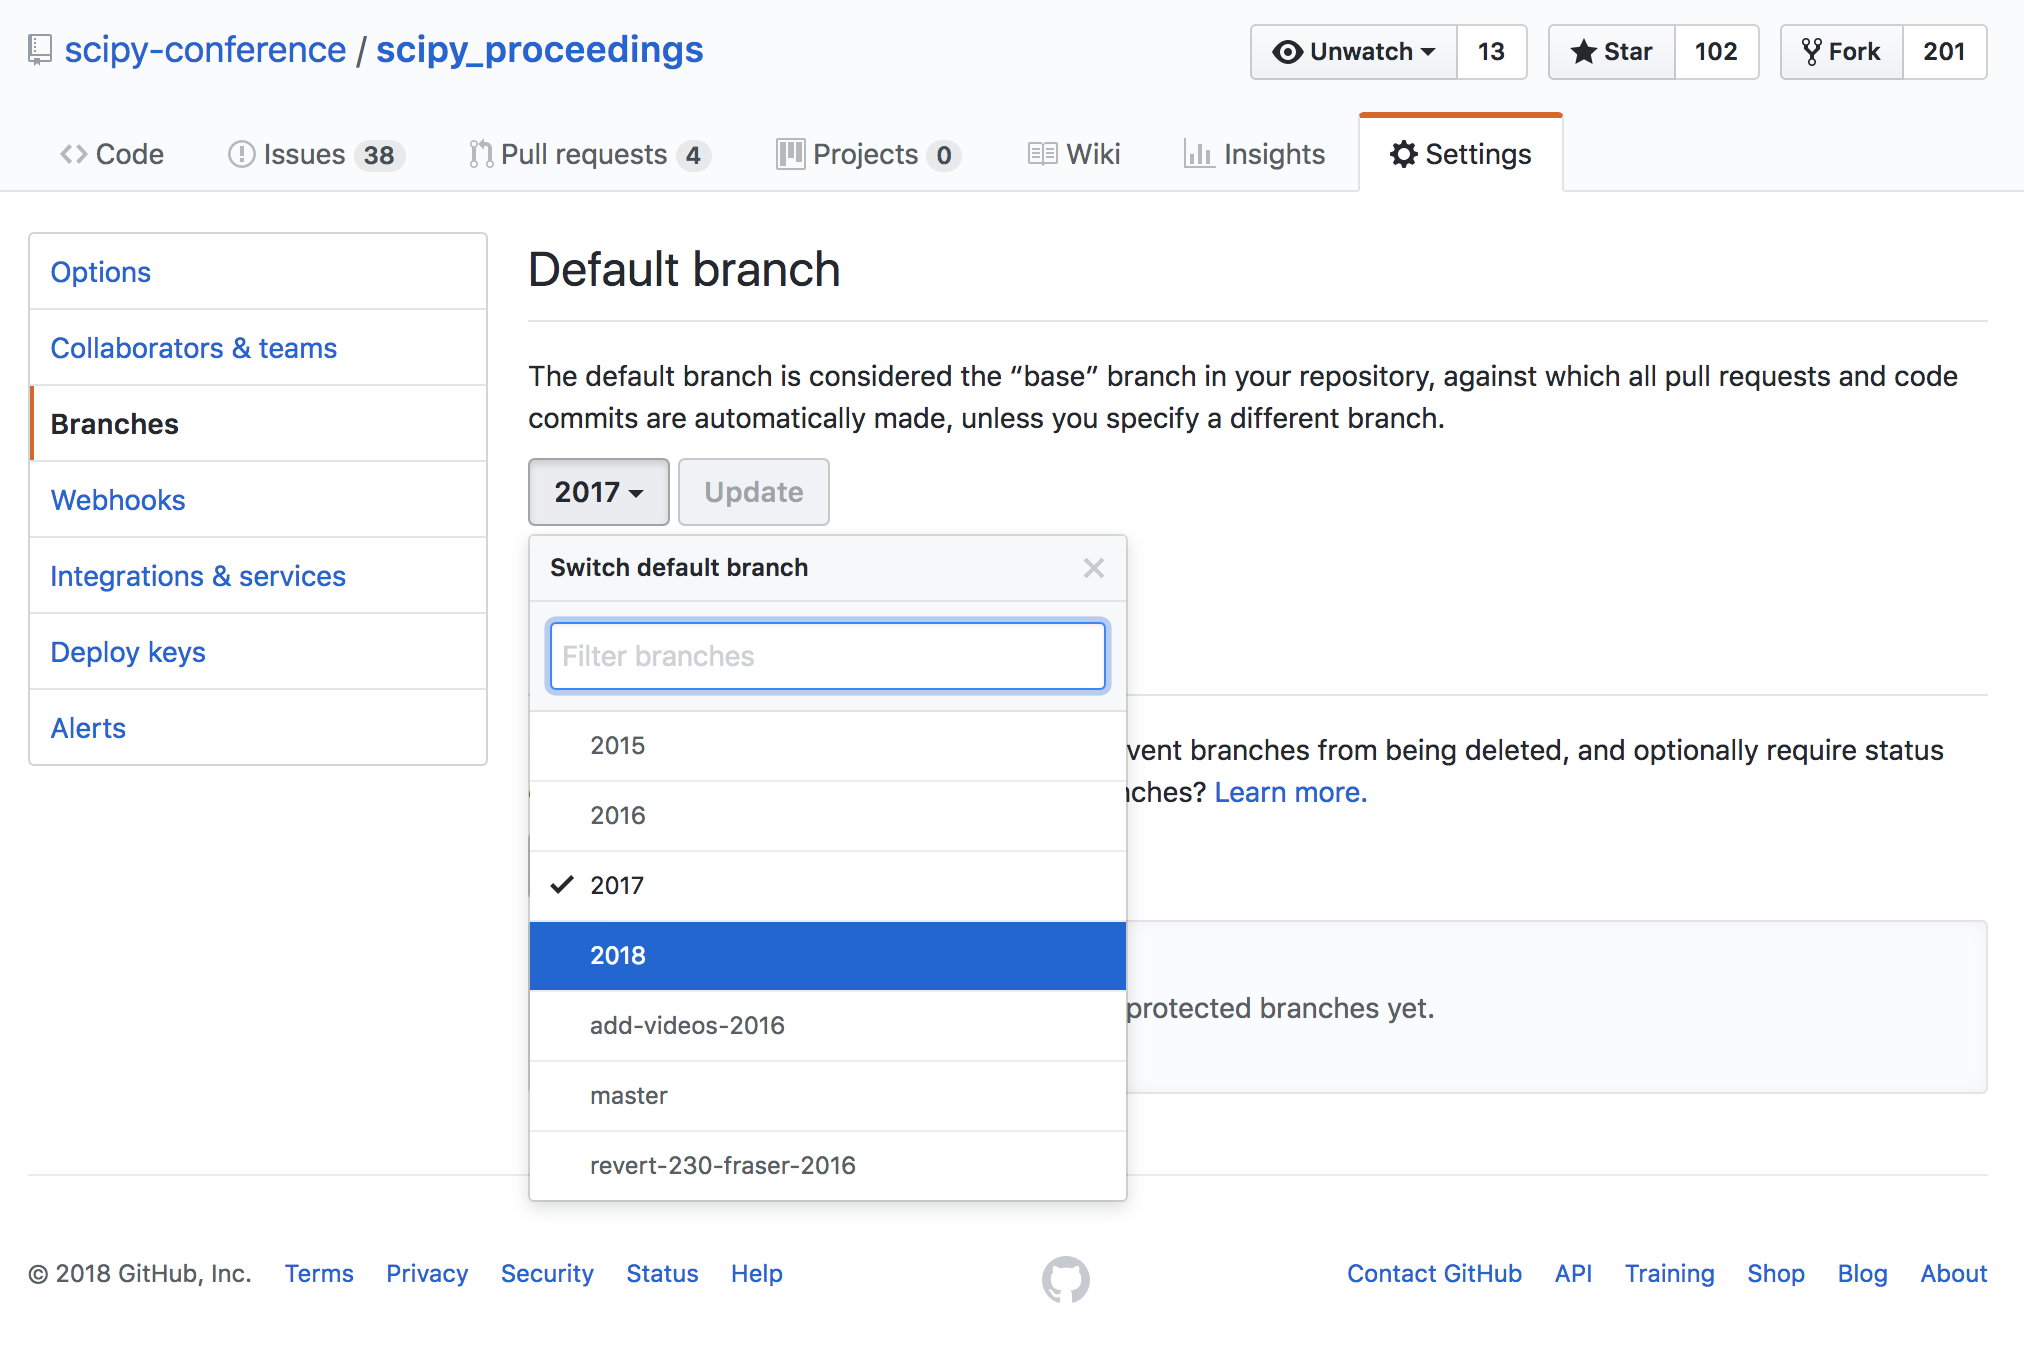 scipy-conference / scipy_proceedings
Unwatch 13 Star 102 Fork 201
Code Issues 38 Pull requests 4 Projects 0 Wiki Insights Settings
Options
Collaborators & teams
Branches
Webhooks
Integrations & services
Deploy keys
Alerts
Default branch
The default branch is considered the “base” branch in your repository, against which all pull requests and code
commits are automatically made, unless you specify a different branch.
2017 Update
Switch default branch
Filter branches
2015
2016
2017
2018
add-videos-2016
master
revert-230-fraser-2016
branches from being deleted, and optionally require status
Learn more.
protected branches yet.
© 2018 GitHub, Inc. Terms Privacy Security Status Help
Contact GitHub API Training Shop Blog About